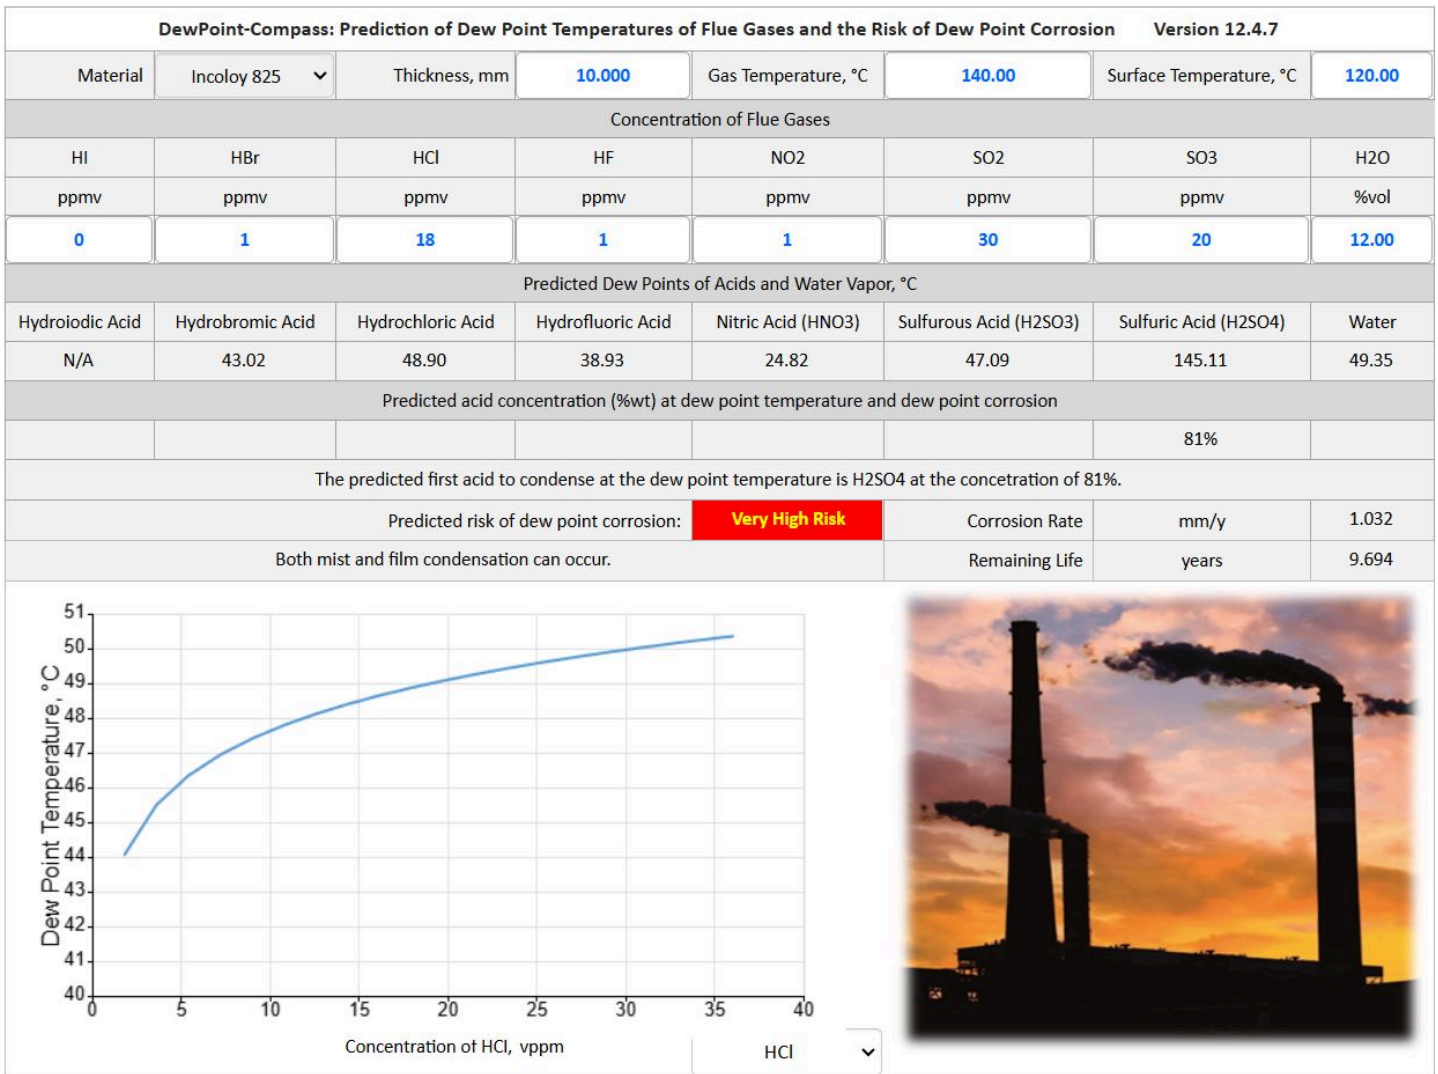 DewPoint-Compass: Prediction of Dew Point Temperatures of Flue Gases and the Risk of Dew Point Corrosion Version 12.4.7
Material Incoloy 825 Thickness, mm 10.000 Gas Temperature, °C 140.00 Surface Temperature, °C 120.00
Concentration of Flue Gases
HI HBr HCl HF NO2 SO2 SO3 H2O
ppmv ppmv ppmv ppmv ppmv ppmv ppmv %vol
0 1 18 1 1 30 20 12.00
Predicted Dew Points of Acids and Water Vapor, °C
Hydroiodic Acid Hydrobromic Acid Hydrochloric Acid Hydrofluoric Acid Nitric Acid (HNO3) Sulfurous Acid (H2SO3) Sulfuric Acid (H2SO4) Water
N/A 43.02 48.90 38.93 24.82 47.09 145.11 49.35
Predicted acid concentration (%wt) at dew point temperature and dew point corrosion
81%
The predicted first acid to condense at the dew point temperature is H2SO4 at the concetration of 81%.
Predicted risk of dew point corrosion: Very High Risk Corrosion Rate mm/y 1.032
Both mist and film condensation can occur. Remaining Life years 9.694
Dew Point Temperature, °C
51
50
49
48
47
46
45
44
43
42
41
40
0 5 10 15 20 25 30 35 40
Concentration of HCl, vppm HCl